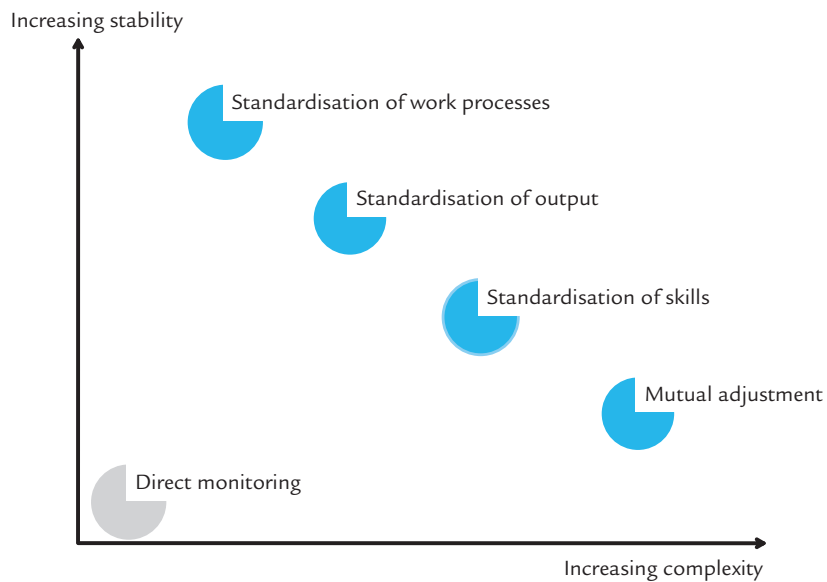 Increasing stability
Standardisation of work processes
Standardisation of output
Standardisation of skills
Mutual adjustment
Direct monitoring
Increasing complexity